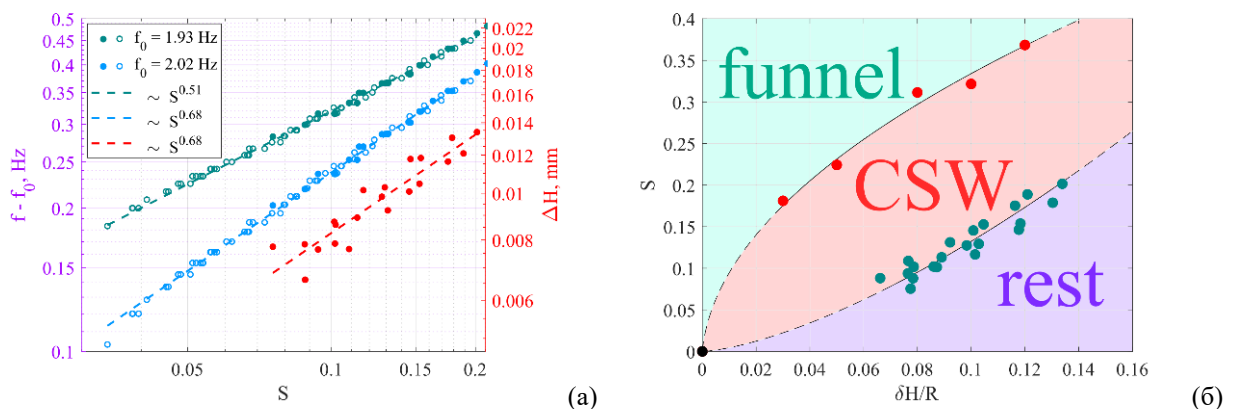 0.5
0.45
0.4
0.35
0.3
0.25
0.2
0.15
0.1
f - f0, Hz
f0 = 1.93 Hz
f0 = 2.02 Hz
~ S^0.51
~ S^0.68
~ S^0.68
0.022
0.020
0.018
0.016
0.014
0.012
0.010
0.008
0.006
ΔH, mm
0.05 0.1 0.15 0.2
S
(а)
0.4
0.35
0.3
0.25
0.2
0.15
0.1
0.05
0
S
funnel
CSW
rest
0 0.02 0.04 0.06 0.08 0.1 0.12 0.14 0.16
δH/R
(б)